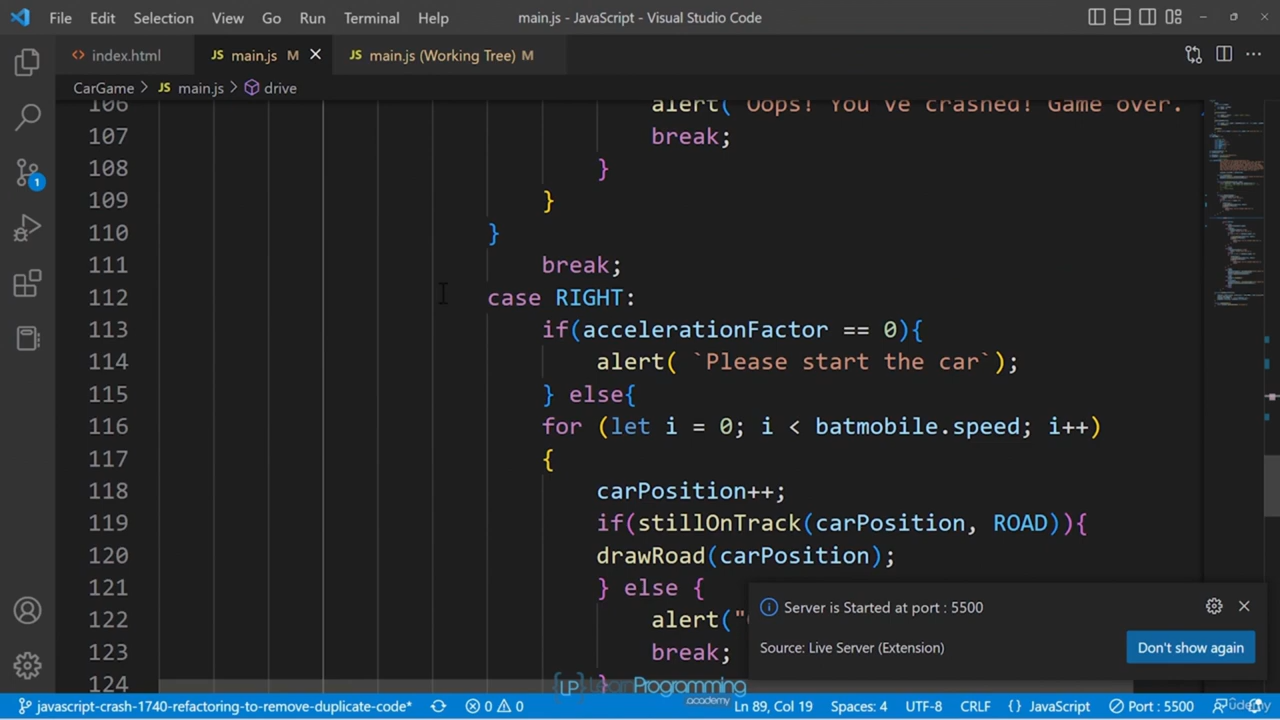 File Edit Selection View Go Run Terminal Help main.js - JavaScript - Visual Studio Code
index.html JS main.js M JS main.js (Working Tree) M
CarGame > JS main.js > drive
106 alert("Oops! You've crashed! Game over.
107 break;
108 }
109 }
110 }
111 break;
112 case RIGHT:
113 if(accelerationFactor == 0){
114 alert( `Please start the car`);
115 } else{
116 for (let i = 0; i < batmobile.speed; i++)
117 {
118 carPosition++;
119 if(stillOnTrack(carPosition, ROAD)){
120 drawRoad(carPosition);
121 } else {
122 alert("
123 break;
124 }
Server is Started at port : 5500
Source: Live Server (Extension)
Don't show again
LP Learn Programming academy
1
javascript-crash-1740-refactoring-to-remove-duplicate-code* 0 0 Ln 89, Col 19 Spaces: 4 UTF-8 CRLF {} JavaScript Port : 5500
Udemy